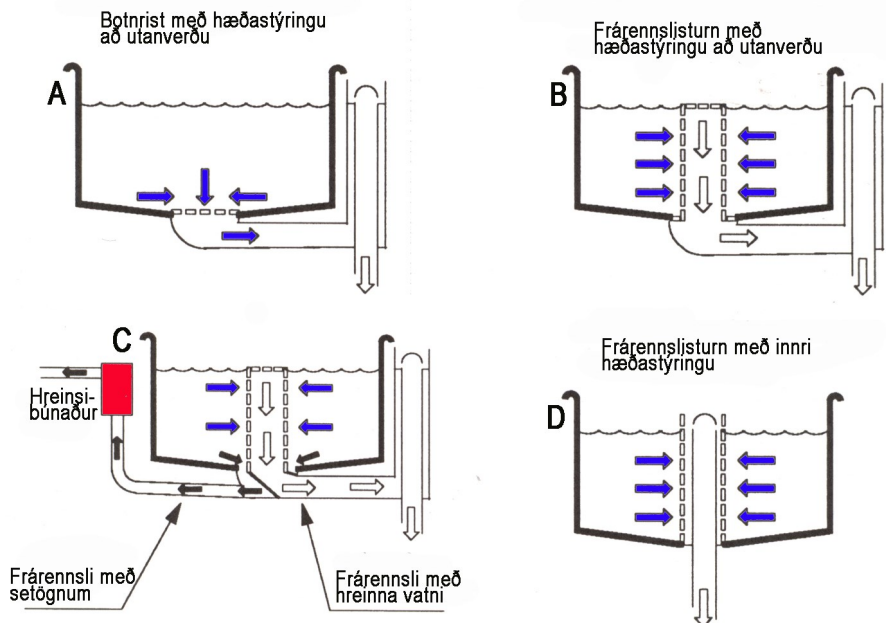 Botnrist með hæðastýringu
að utanverðu
A
Frárennslisturn með
hæðastýringu að utanverðu
B
C
Hreinsi-
búnaður
Frárennsli með
setögnum
Frárennsli með
hreinna vatni
Frárennslisturn með innri
hæðastýringu
D